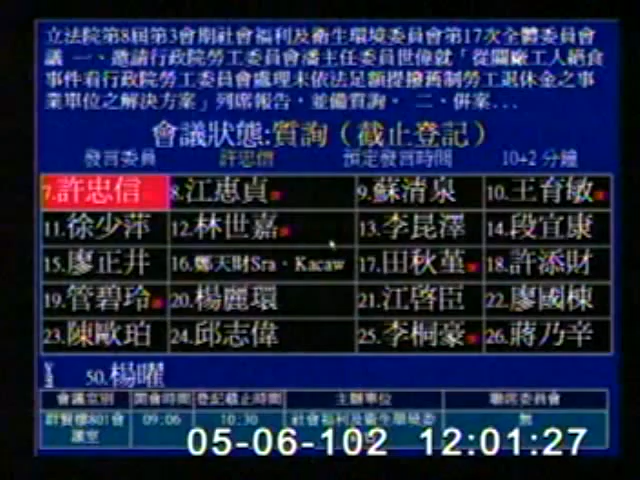 立法院第8屆第3會期社會福利及衛生環境委員會第17次全體委員會
議 一、邀請行政院勞工委員會潘主任委員世偉就「從關廠工人絕食
事件看行政院勞工委員會處理未依法足額提撥舊制勞工退休金之事
業單位之解決方案」列席報告，並備質詢。 二、併案...
會議狀態:質詢（截止登記）
發言委員 許忠信 預定發言時間 10+2 分鐘
7.許忠信 8.江惠貞 9.蘇清泉 10.王育敏
11.徐少萍 12.林世嘉 13.李昆澤 14.段宜康
15.廖正井 16.鄭天財Sra．Kacaw 17.田秋堇 18.許添財
19.管碧玲 20.楊麗環 21.江啓臣 22.廖國棟
23.陳歐珀 24.邱志偉 25.李桐豪 26.蔣乃辛
50.楊曜
會議室別 開會時間 登記截止時間 主辦單位 聯席委員會
群賢樓801會 09:06 10:30 社會福利及衛生環境委 無
議室
05-06-102 12:01:27